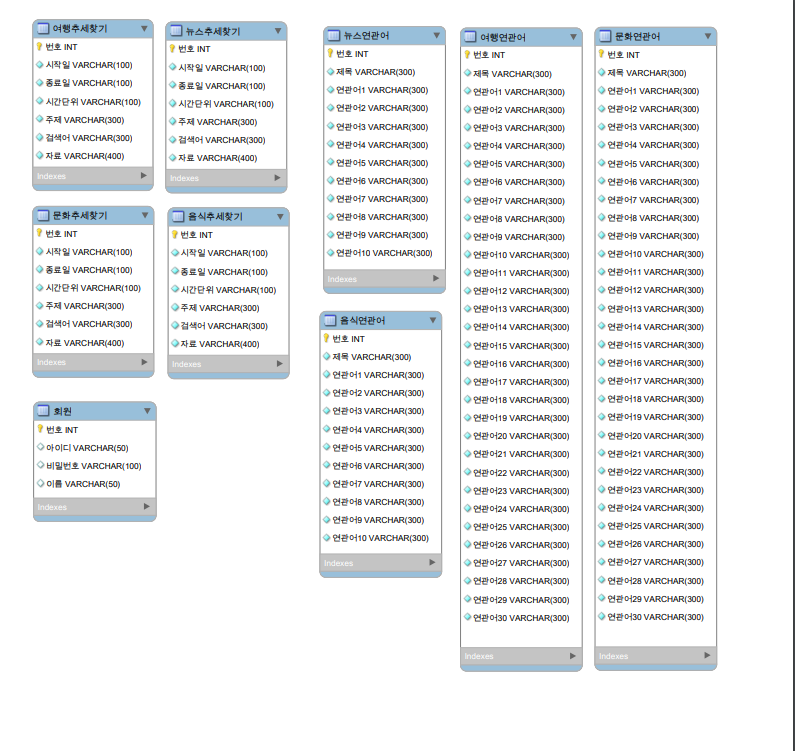 여행추세찾기
번호 INT
시작일 VARCHAR(100)
종료일 VARCHAR(100)
시간단위 VARCHAR(100)
주제 VARCHAR(300)
검색어 VARCHAR(300)
자료 VARCHAR(400)
Indexes
뉴스추세찾기
번호 INT
시작일 VARCHAR(100)
종료일 VARCHAR(100)
시간단위 VARCHAR(100)
주제 VARCHAR(300)
검색어 VARCHAR(300)
자료 VARCHAR(400)
Indexes
문화추세찾기
번호 INT
시작일 VARCHAR(100)
종료일 VARCHAR(100)
시간단위 VARCHAR(100)
주제 VARCHAR(300)
검색어 VARCHAR(300)
자료 VARCHAR(400)
Indexes
음식추세찾기
번호 INT
시작일 VARCHAR(100)
종료일 VARCHAR(100)
시간단위 VARCHAR(100)
주제 VARCHAR(300)
검색어 VARCHAR(300)
자료 VARCHAR(400)
Indexes
회원
번호 INT
아이디 VARCHAR(50)
비밀번호 VARCHAR(100)
이름 VARCHAR(50)
Indexes
뉴스연관어
번호 INT
제목 VARCHAR(300)
연관어1 VARCHAR(300)
연관어2 VARCHAR(300)
연관어3 VARCHAR(300)
연관어4 VARCHAR(300)
연관어5 VARCHAR(300)
연관어6 VARCHAR(300)
연관어7 VARCHAR(300)
연관어8 VARCHAR(300)
연관어9 VARCHAR(300)
연관어10 VARCHAR(300)
Indexes
음식연관어
번호 INT
제목 VARCHAR(300)
연관어1 VARCHAR(300)
연관어2 VARCHAR(300)
연관어3 VARCHAR(300)
연관어4 VARCHAR(300)
연관어5 VARCHAR(300)
연관어6 VARCHAR(300)
연관어7 VARCHAR(300)
연관어8 VARCHAR(300)
연관어9 VARCHAR(300)
연관어10 VARCHAR(300)
Indexes
여행연관어
번호 INT
제목 VARCHAR(300)
연관어1 VARCHAR(300)
연관어2 VARCHAR(300)
연관어3 VARCHAR(300)
연관어4 VARCHAR(300)
연관어5 VARCHAR(300)
연관어6 VARCHAR(300)
연관어7 VARCHAR(300)
연관어8 VARCHAR(300)
연관어9 VARCHAR(300)
연관어10 VARCHAR(300)
연관어11 VARCHAR(300)
연관어12 VARCHAR(300)
연관어13 VARCHAR(300)
연관어14 VARCHAR(300)
연관어15 VARCHAR(300)
연관어16 VARCHAR(300)
연관어17 VARCHAR(300)
연관어18 VARCHAR(300)
연관어19 VARCHAR(300)
연관어20 VARCHAR(300)
연관어21 VARCHAR(300)
연관어22 VARCHAR(300)
연관어23 VARCHAR(300)
연관어24 VARCHAR(300)
연관어25 VARCHAR(300)
연관어26 VARCHAR(300)
연관어27 VARCHAR(300)
연관어28 VARCHAR(300)
연관어29 VARCHAR(300)
연관어30 VARCHAR(300)
Indexes
문화연관어
번호 INT
제목 VARCHAR(300)
연관어1 VARCHAR(300)
연관어2 VARCHAR(300)
연관어3 VARCHAR(300)
연관어4 VARCHAR(300)
연관어5 VARCHAR(300)
연관어6 VARCHAR(300)
연관어7 VARCHAR(300)
연관어8 VARCHAR(300)
연관어9 VARCHAR(300)
연관어10 VARCHAR(300)
연관어11 VARCHAR(300)
연관어12 VARCHAR(300)
연관어13 VARCHAR(300)
연관어14 VARCHAR(300)
연관어15 VARCHAR(300)
연관어16 VARCHAR(300)
연관어17 VARCHAR(300)
연관어18 VARCHAR(300)
연관어19 VARCHAR(300)
연관어20 VARCHAR(300)
연관어21 VARCHAR(300)
연관어22 VARCHAR(300)
연관어23 VARCHAR(300)
연관어24 VARCHAR(300)
연관어25 VARCHAR(300)
연관어26 VARCHAR(300)
연관어27 VARCHAR(300)
연관어28 VARCHAR(300)
연관어29 VARCHAR(300)
연관어30 VARCHAR(300)
Indexes